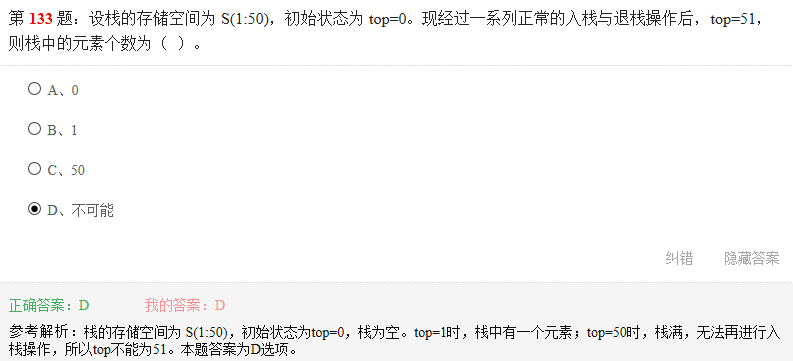 第 133 题：设栈的存储空间为 S(1:50)，初始状态为 top=0。现经过一系列正常的入栈与退栈操作后，top=51，
则栈中的元素个数为（ ）。
A、0
B、1
C、50
D、不可能
纠错 隐藏答案
正确答案：D 我的答案：D
参考解析：栈的存储空间为 S(1:50)，初始状态为top=0，栈为空。top=1时，栈中有一个元素；top=50时，栈满，无法再进行入
栈操作，所以top不能为51。本题答案为D选项。